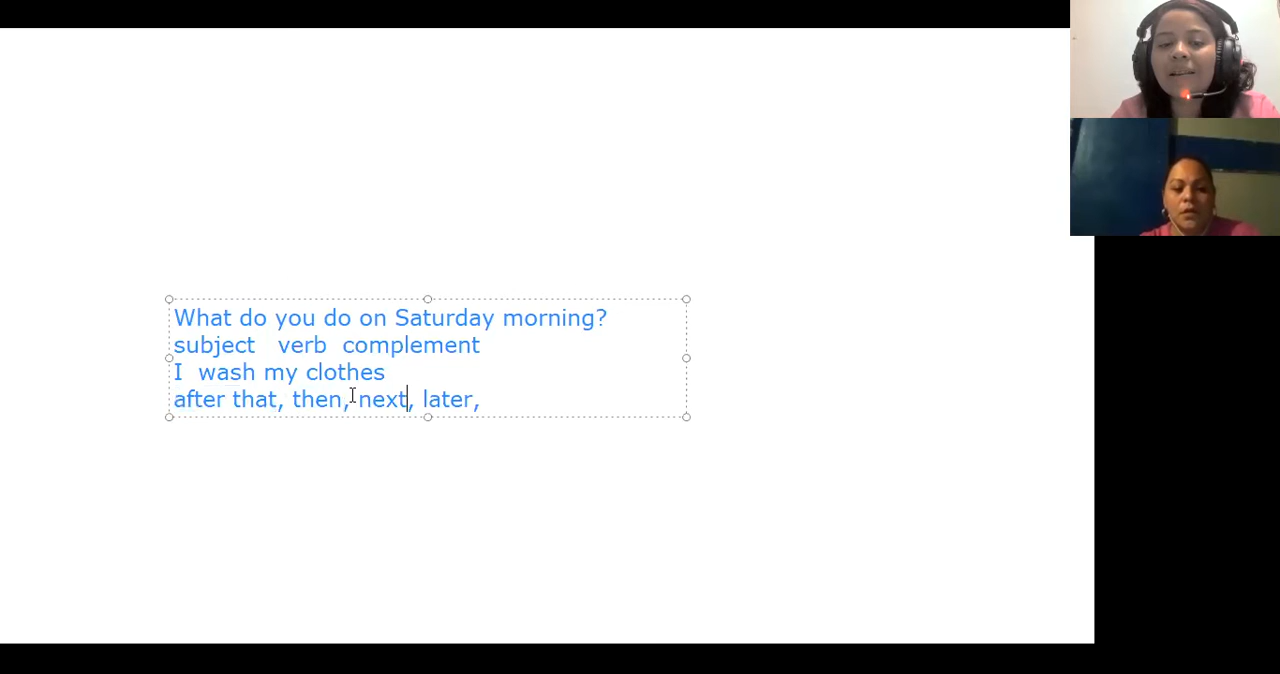 What do you do on Saturday morning?
subject verb complement
I wash my clothes
after that, then, next, later,